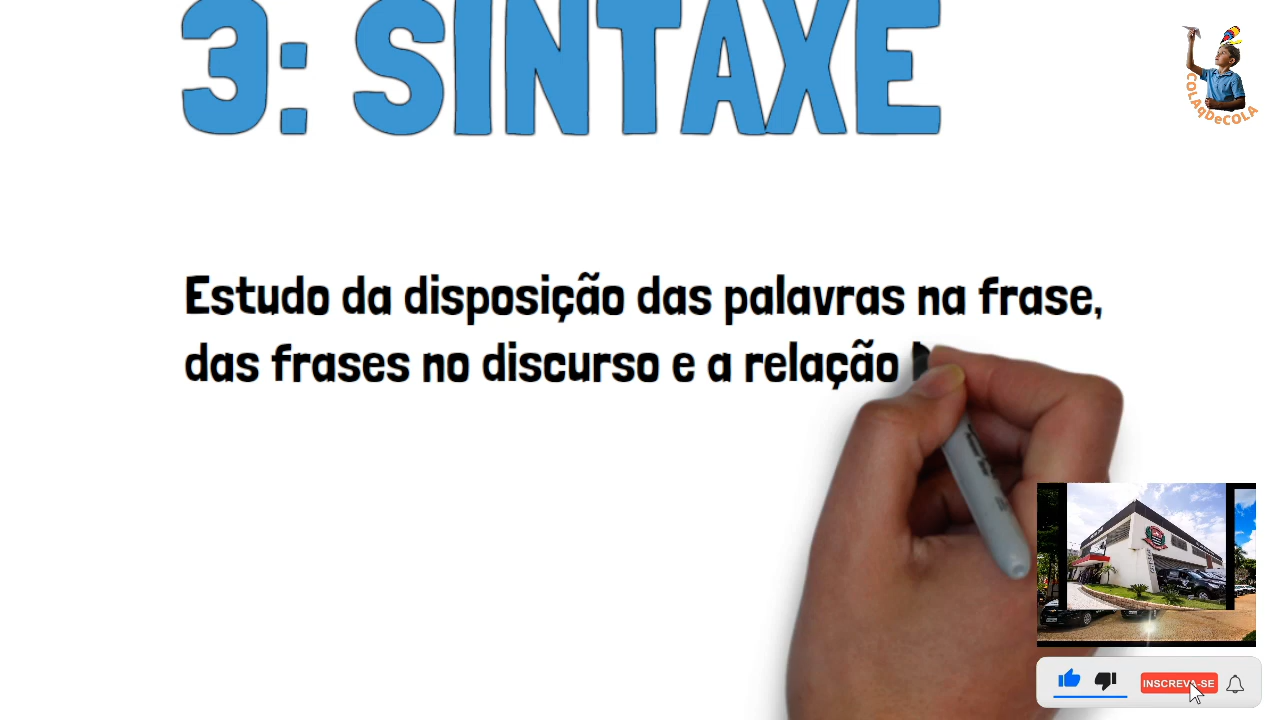 3: SINTAXE
COLAqDeCOLA
Estudo da disposição das palavras na frase,
das frases no discurso e a relação
INSCREVA-SE